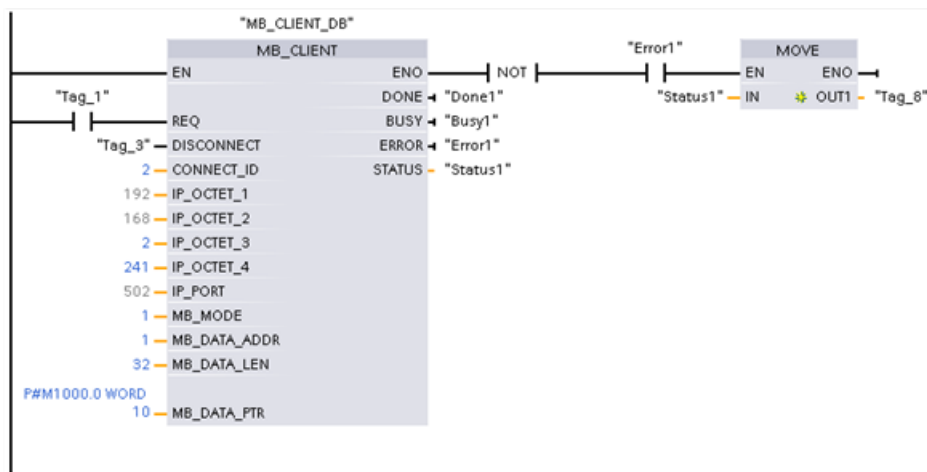 "MB_CLIENT_DB"
MB_CLIENT "Error1" MOVE
EN ENO NOT EN ENO
"Tag_1" DONE "Done1" "Status1" IN OUT1 "Tag_8"
REQ BUSY "Busy1"
"Tag_3" DISCONNECT ERROR "Error1"
2 CONNECT_ID STATUS "Status1"
192 IP_OCTET_1
168 IP_OCTET_2
2 IP_OCTET_3
241 IP_OCTET_4
502 IP_PORT
1 MB_MODE
1 MB_DATA_ADDR
32 MB_DATA_LEN
P#M1000.0 WORD
10 MB_DATA_PTR